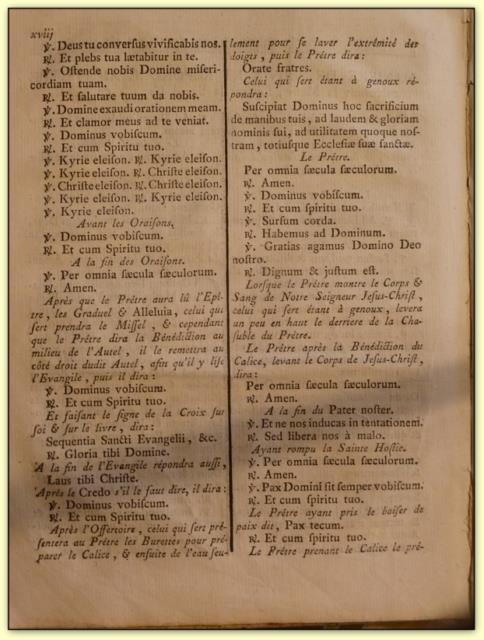 xviij
℣. Deus tu converſus vivificabis nos.
℟. Et plebs tua lætabitur in te.
℣. Oſtende nobis Domine miſeri-
cordiam tuam.
℟. Et ſalutare tuum da nobis.
℣. Domine exaudi orationem meam.
℟. Et clamor meus ad te veniat.
℣. Dominus vobiſcum.
℟. Et cum Spiritu tuo.
℣. Kyrie eleiſon. ℟. Kyrie eleiſon.
℣. Kyrie eleiſon. ℟. Chriſte eleiſon.
℣. Chriſte eleiſon. ℟. Chriſte eleiſon.
℣. Kyrie eleiſon. ℟. Kyrie eleiſon.
℣. Kyrie eleiſon.
Avant les Oraiſons,
℣. Dominus vobiſcum.
℟. Et cum Spiritu tuo.
A la fin des Oraiſons.
℣. Per omnia ſæcula ſæculorum.
℟. Amen.
Après que le Prêtre aura lû l'Epî-
tre, les Graduel & Alleluia, celui qui
ſert prendra le Miſſel, & cependant
que le Prêtre dira la Bénédiction au
milieu de l'Autel, il le remettra au
côté droit dudit Autel, afin qu'il y liſe
l'Evangile, puis il dira:
℣. Dominus vobiſcum.
℟. Et cum Spiritu tuo.
Et faiſant le ſigne de la Croix ſur
ſoi & ſur le livre, dira:
Sequentia Sancti Evangelii, &c.
℟. Gloria tibi Domine.
A la fin de l'Evangile répondra auſſi,
Laus tibi Chriſte.
Après le Credo s'il le faut dire, il dira:
℣. Dominus vobiſcum.
℟. Et cum Spiritu tuo.
Après l'Offertoire, celui qui ſert pré-
ſentera au Prêtre les Burettes pour pré-
parer le Calice, & enſuite de l'eau ſeu-
lement pour ſe laver l'extrêmité des
doigts, puis le Prêtre dira:
Orate fratres.
Celui qui ſert étant à genoux ré-
pondra:
Suſcipiat Dominus hoc ſacrificium
de manibus tuis, ad laudem & gloriam
nominis ſui, ad utilitatem quoque noſ-
tram, totiuſque Eccleſiæ ſuæ ſanctæ.
Le Prêtre.
Per omnia ſæcula ſæculorum.
℟. Amen.
℣. Dominus vobiſcum.
℟. Et cum ſpiritu tuo.
℣. Surſum corda.
℟. Habemus ad Dominum.
℣. Gratias agamus Domino Deo
noſtro.
℟. Dignum & juſtum eſt.
Lorſque le Prêtre montre le Corps &
Sang de Notre Seigneur Jeſus-Chriſt,
celui qui ſert étant à genoux, levera
un peu en haut le derriere de la Cha-
ſuble du Prêtre.
Le Prêtre après la Bénédiction du
Calice, levant le Corps de Jeſus-Chriſt,
dira:
Per omnia ſæcula ſæculorum.
℟. Amen.
A la fin du Pater noſter.
℣. Et ne nos inducas in tentationem.
℟. Sed libera nos à malo.
Ayant rompu la Sainte Hoſtie.
℣. Per omnia ſæcula ſæculorum.
℟. Amen.
℣. Pax Domini ſit ſemper vobiſcum.
℟. Et cum ſpiritu tuo.
Le Prêtre ayant pris le baiſer de
paix dit, Pax tecum.
℟. Et cum ſpiritu tuo.
Le Prêtre prenant le Calice le pré-